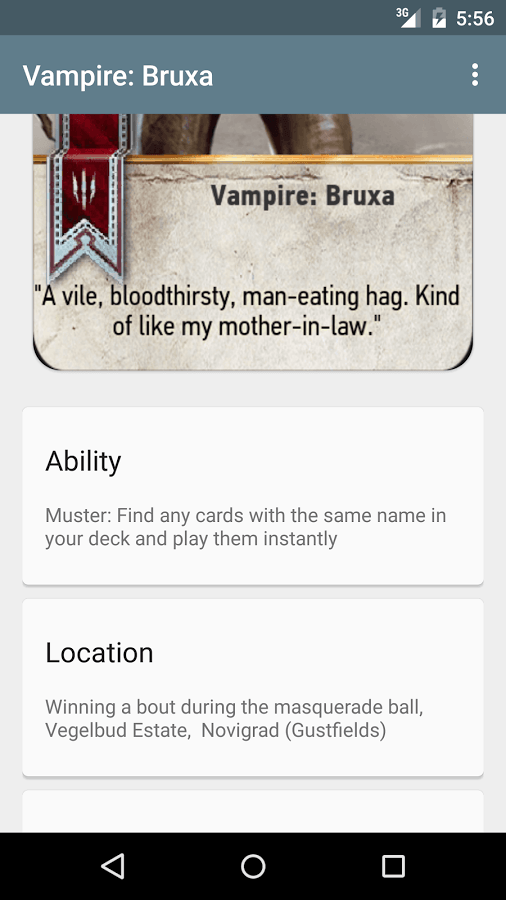 3G 5:56
Vampire: Bruxa
Vampire: Bruxa
"A vile, bloodthirsty, man-eating hag. Kind
of like my mother-in-law."
Ability
Muster: Find any cards with the same name in
your deck and play them instantly
Location
Winning a bout during the masquerade ball,
Vegelbud Estate,  Novigrad (Gustfields)